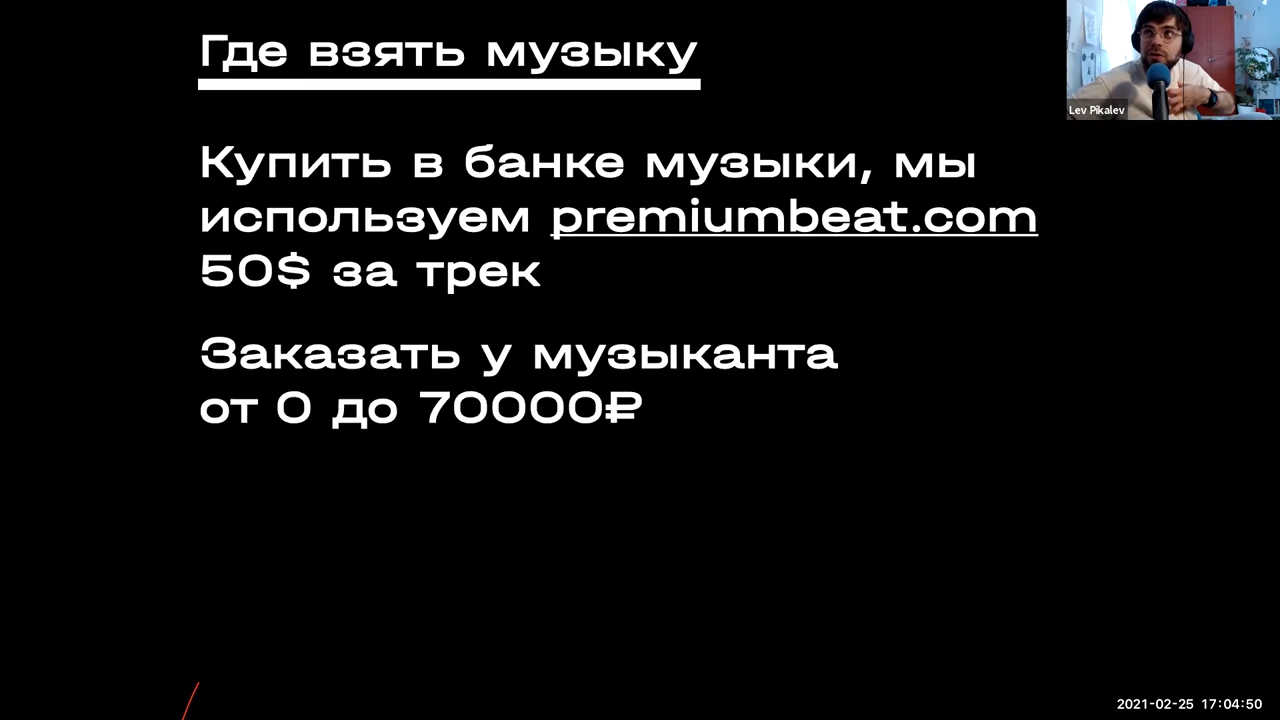 Где взять музыку
Lev Pikalev
Купить в банке музыки, мы
используем premiumbeat.com
50$ за трек
Заказать у музыканта
от 0 до 70000₽
2021-02-25 17:04:50